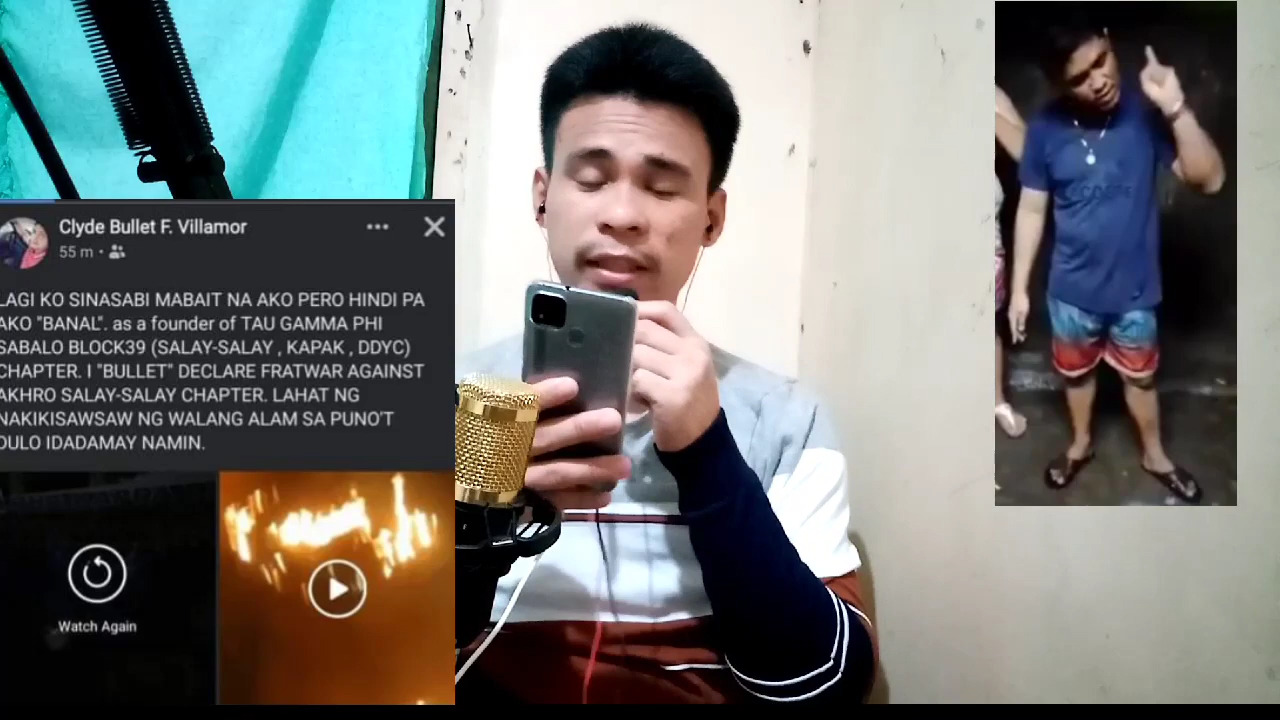 Clyde Bullet F. Villamor
55 m
LAGI KO SINASABI MABAIT NA AKO PERO HINDI PA
AKO "BANAL". as a founder of TAU GAMMA PHI
SABALO BLOCK39 (SALAY-SALAY , KAPAK , DDYC)
CHAPTER. I "BULLET" DECLARE FRATWAR AGAINST
AKHRO SALAY-SALAY CHAPTER. LAHAT NG
NAKIKISAWSAW NG WALANG ALAM SA PUNO'T
DULO IDADAMAY NAMIN.
Watch Again